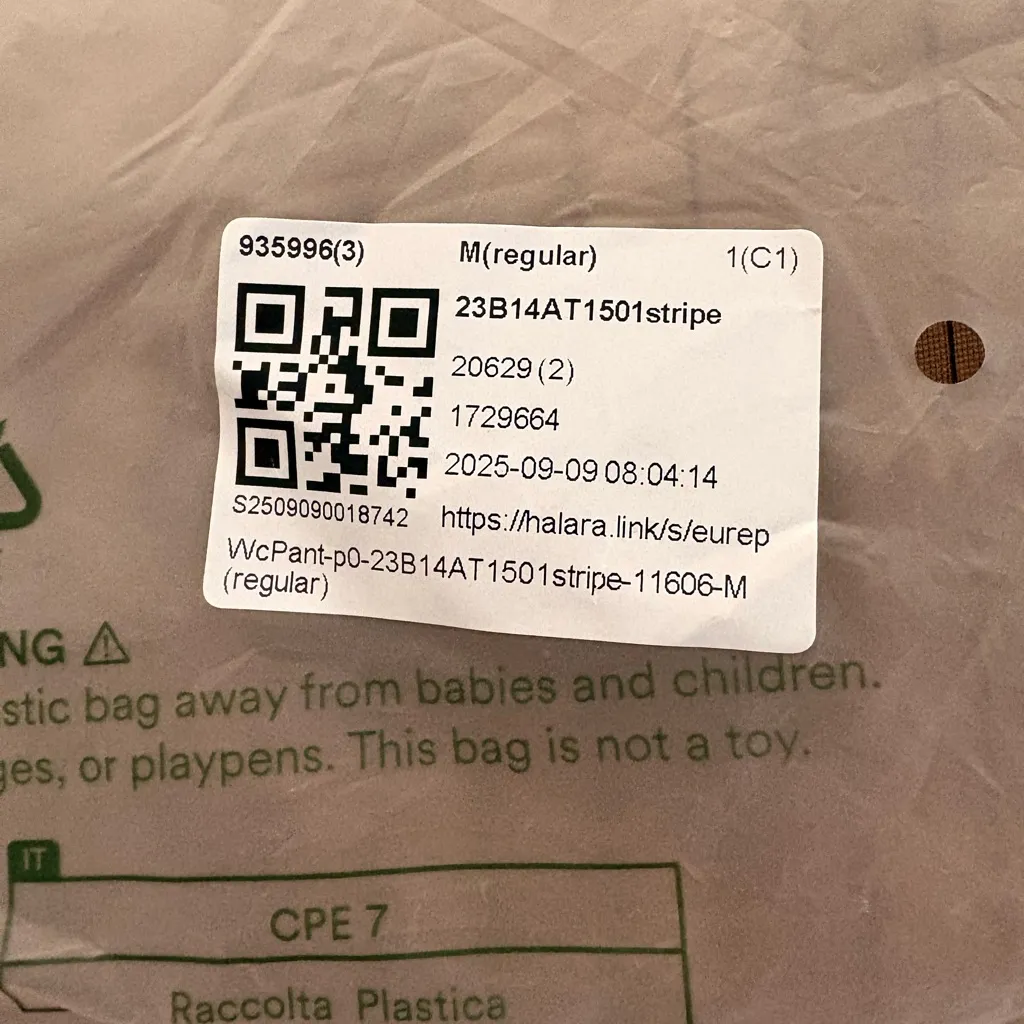 935996(3) M(regular) 1(C1)
23B14AT1501stripe
20629(2)
1729664
2025-09-09 08:04:14
S2509090018742 https://halara.link/s/eurep
WcPant-p0-23B14AT1501stripe-11606-M
(regular)
NG
stic bag away from babies and children.
ges, or playpens. This bag is not a toy.
IT
CPE 7
Raccolta Plastica